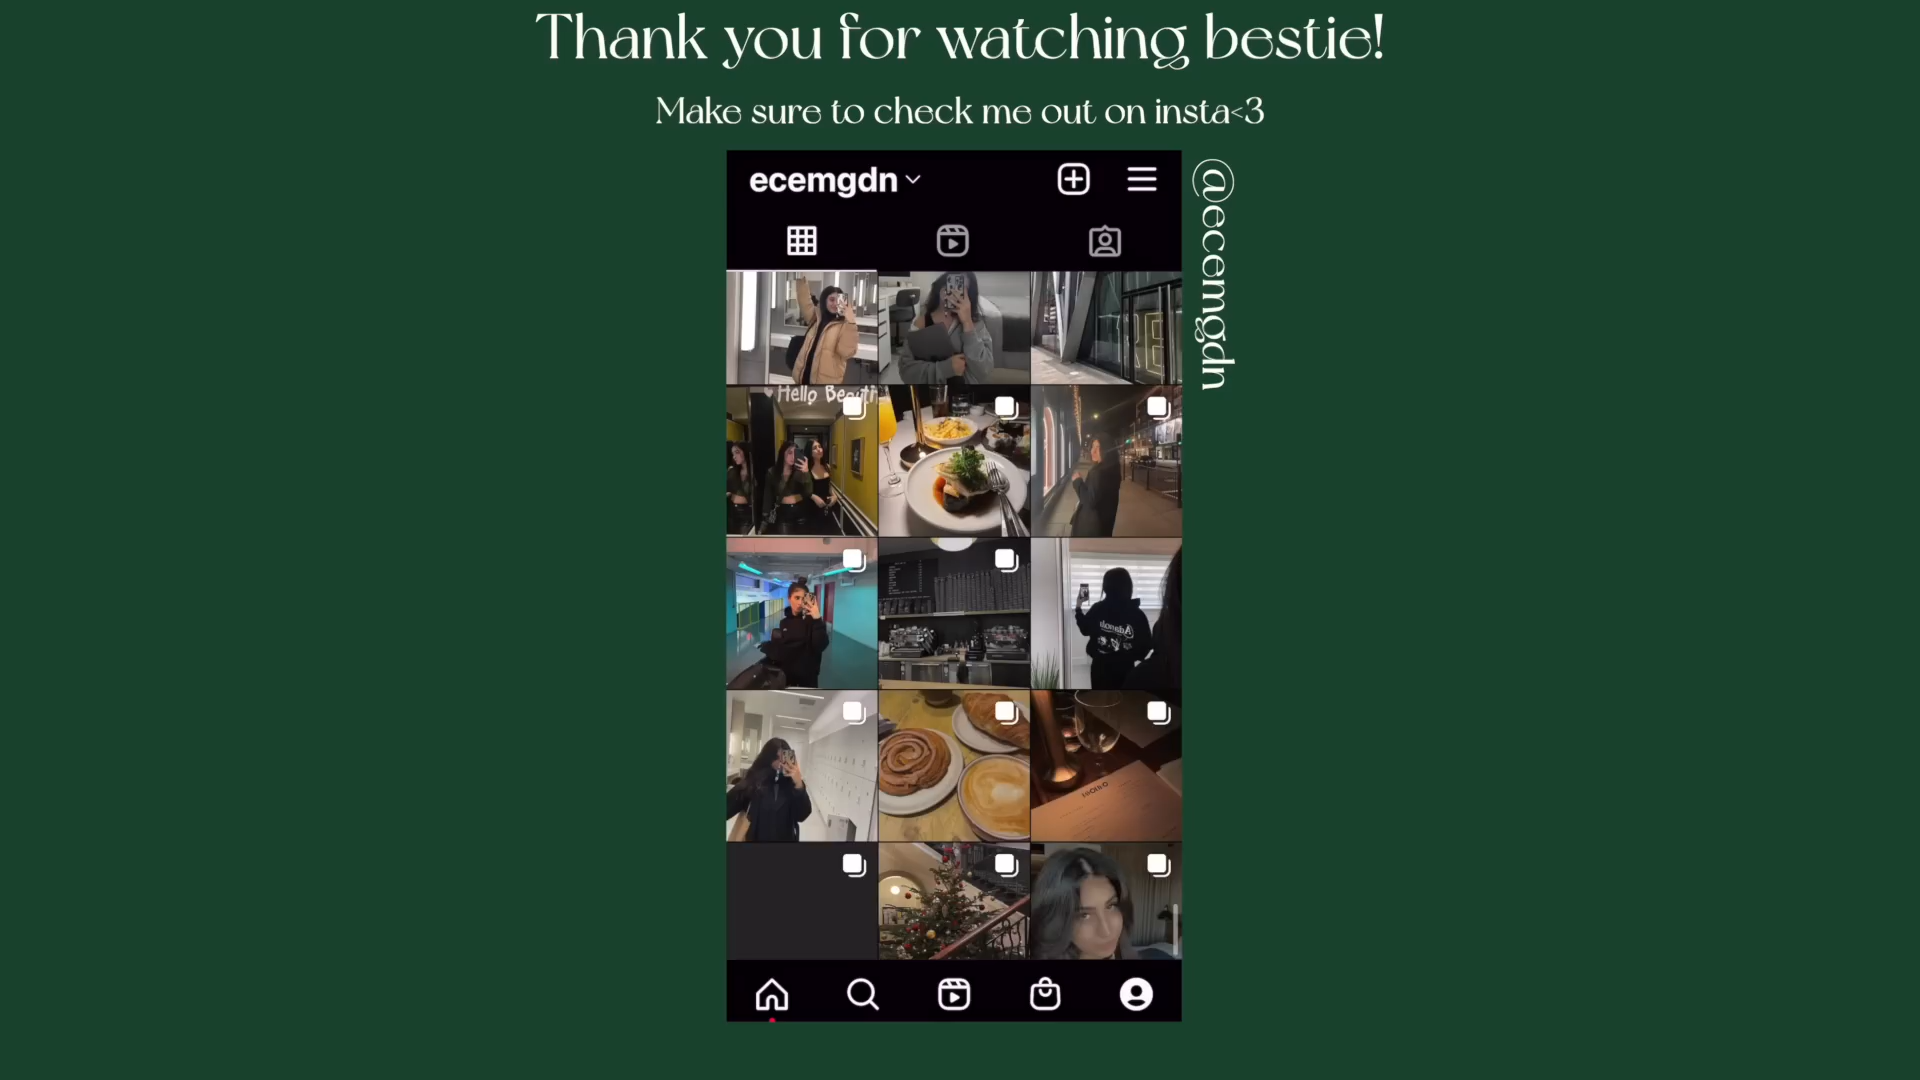 Thank you for watching bestie!
Make sure to check me out on insta<3
ecemgdn
@ecemgdn
Hello Beauti